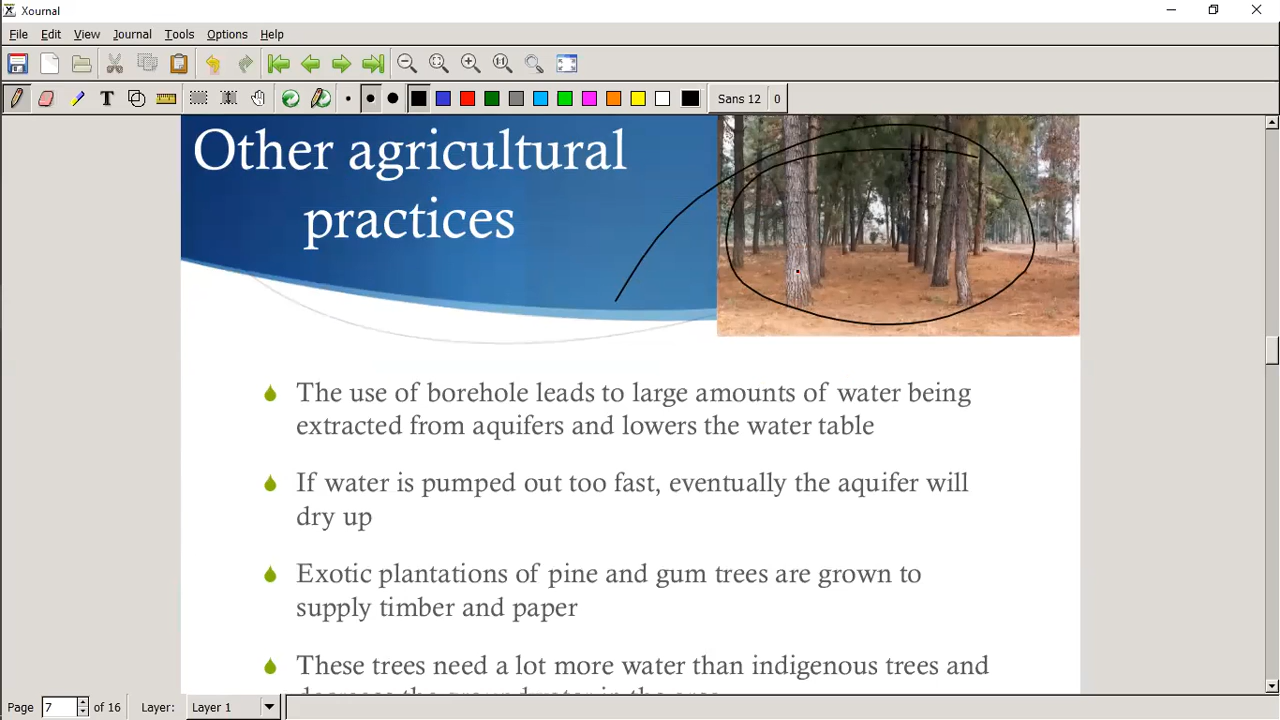 Xournal
File Edit View Journal Tools Options Help
Sans 12 0
Other agricultural
practices
The use of borehole leads to large amounts of water being
extracted from aquifers and lowers the water table
If water is pumped out too fast, eventually the aquifer will
dry up
Exotic plantations of pine and gum trees are grown to
supply timber and paper
These trees need a lot more water than indigenous trees and
Page 7 of 16 Layer: Layer 1